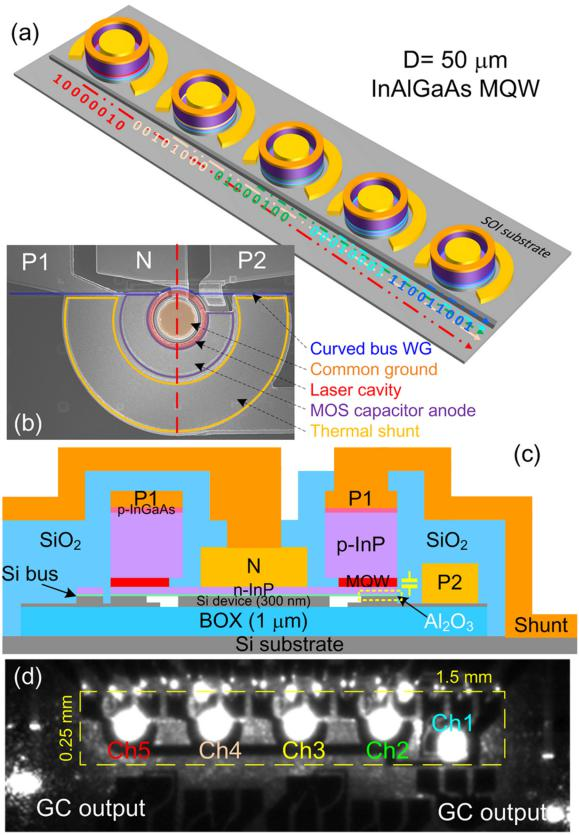 (a)
D= 50 μm
InAlGaAs MQW
10000010
00101000
01000100
110011001
SOI substrate
P1 N P2
Curved bus WG
Common ground
Laser cavity
MOS capacitor anode
Thermal shunt
(b)
(c)
P1 P1
p-InGaAs
SiO2 p-InP SiO2
N MQW P2
Si bus n-InP
Si device (300 nm)
Al2O3
BOX (1 μm) Shunt
Si substrate
(d) 1.5 mm
0.25 mm
Ch5 Ch4 Ch3 Ch2 Ch1
GC output GC output